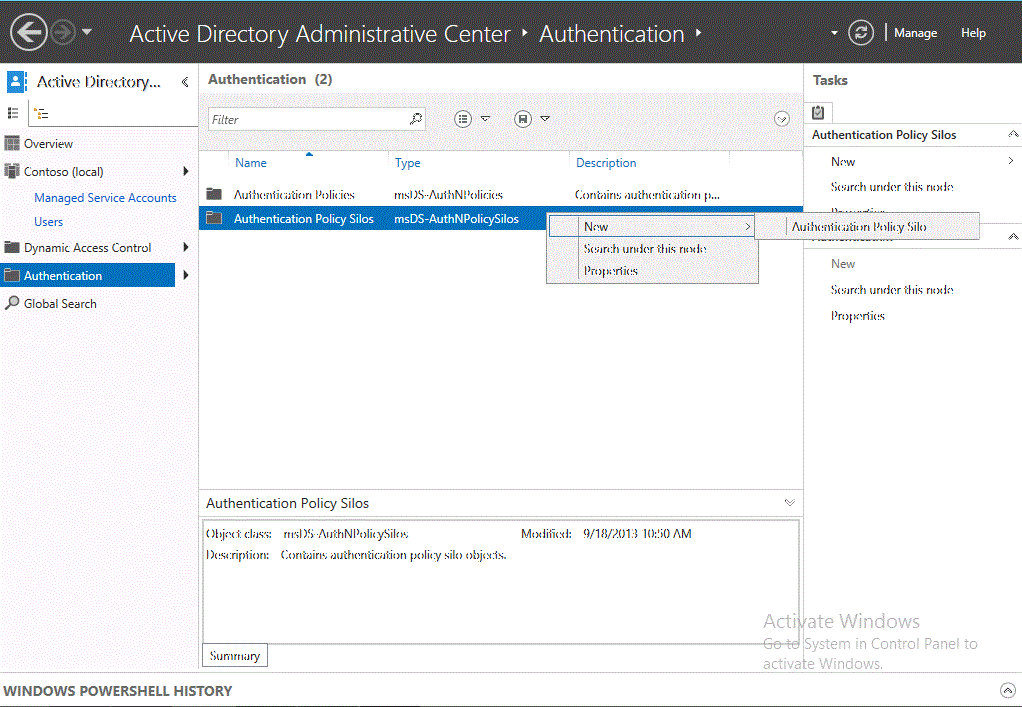 Active Directory Administrative Center • Authentication •
Manage
Help
Active Directory...
Overview
Contoso (local)
Managed Service Accounts
Users
Dynamic Access Control
Authentication
Global Search
Authentication (2)
Filter
Name Type Description
Authentication Policies msDS-AuthNPolicies Contains authentication p...
Authentication Policy Silos msDS-AuthNPolicySilos
New
Search under this node
Properties
Authentication Policy Silo
Authentication Policy Silos
Object class: msDS-AuthNPolicySilos Modified: 9/18/2013 10:50 AM
Description: Contains authentication policy silo objects.
Summary
Tasks
Authentication Policy Silos
New
Search under this node
Properties
Authentication
New
Search under this node
Properties
Activate Windows
Go to System in Control Panel to
activate Windows.
WINDOWS POWERSHELL HISTORY